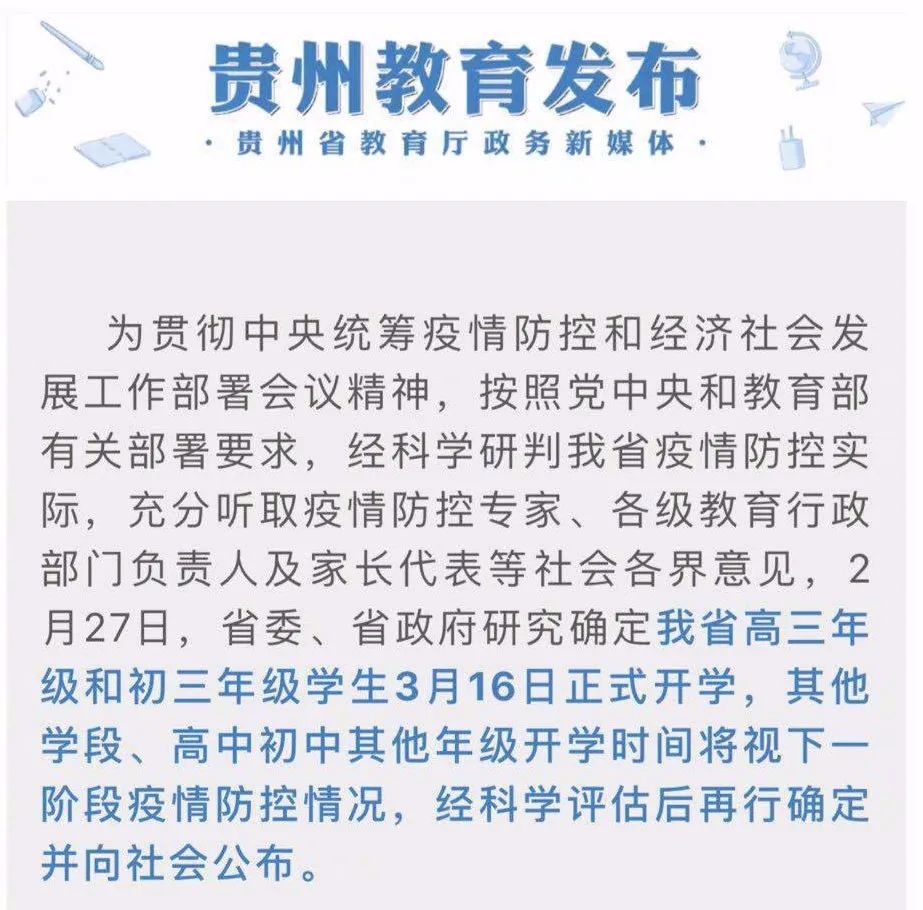 贵州教育发布
·贵州省教育厅政务新媒体·
为贯彻中央统筹疫情防控和经济社会发
展工作部署会议精神，按照党中央和教育部
有关部署要求，经科学研判我省疫情防控实
际，充分听取疫情防控专家、各级教育行政
部门负责人及家长代表等社会各界意见，2
月27日，省委、省政府研究确定我省高三年
级和初三年级学生3月16日正式开学，其他
学段、高中初中其他年级开学时间将视下一
阶段疫情防控情况，经科学评估后再行确定
并向社会公布。